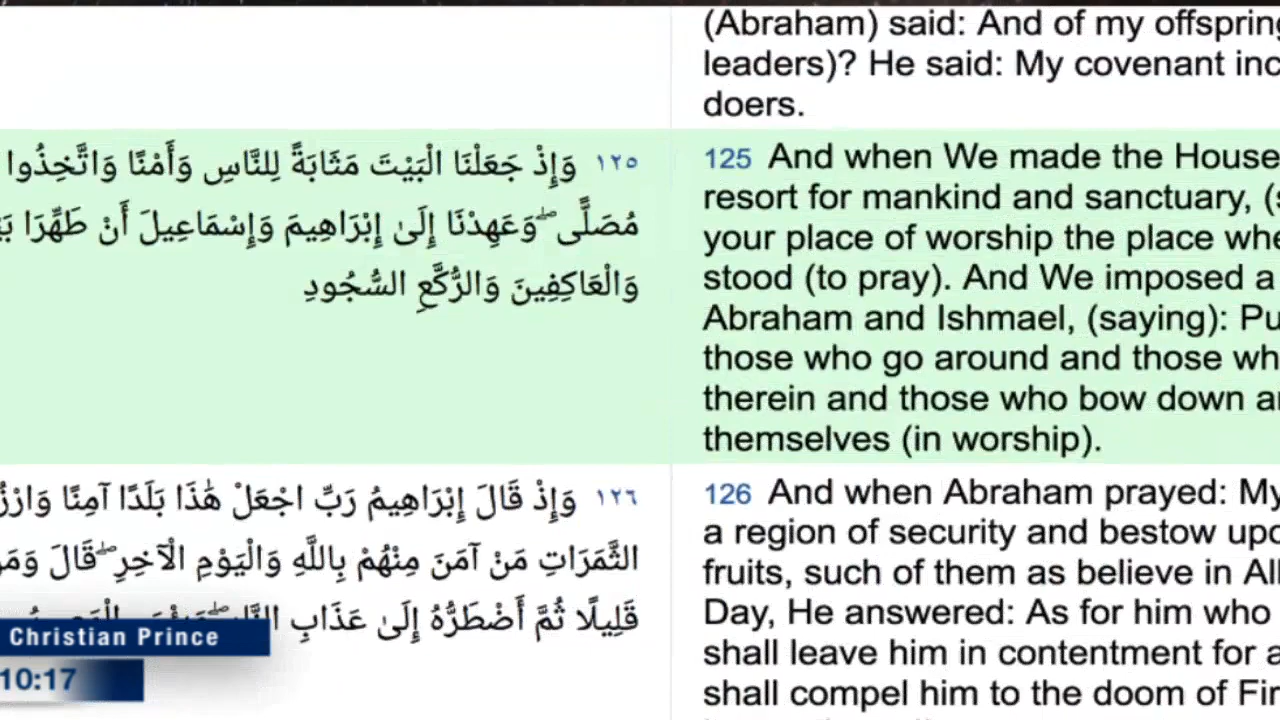 (Abraham) said: And of my offspring
leaders)? He said: My covenant inc
doers.
١٢٥ وَإِذْ جَعَلْنَا الْبَيْتَ مَثَابَةً لِلنَّاسِ وَأَمْنًا وَاتَّخِذُوا
مُصَلًّى ۖ وَعَهِدْنَا إِلَىٰ إِبْرَاهِيمَ وَإِسْمَاعِيلَ أَنْ طَهِّرَا
وَالْعَاكِفِينَ وَالرُّكَّعِ السُّجُودِ
125 And when We made the House
resort for mankind and sanctuary, (s
your place of worship the place whe
stood (to pray). And We imposed a
Abraham and Ishmael, (saying): Pu
those who go around and those wh
therein and those who bow down a
themselves (in worship).
١٢٦ وَإِذْ قَالَ إِبْرَاهِيمُ رَبِّ اجْعَلْ هَٰذَا بَلَدًا آمِنًا
الثَّمَرَاتِ مَنْ آمَنَ مِنْهُمْ بِاللَّهِ وَالْيَوْمِ الْآخِرِ ۖ قَالَ
قَلِيلًا ثُمَّ أَضْطَرُّهُ إِلَىٰ عَذَابِ
126 And when Abraham prayed: My
a region of security and bestow upo
fruits, such of them as believe in All
Day, He answered: As for him who
shall leave him in contentment for a
shall compel him to the doom of Fir
Christian Prince
10:17